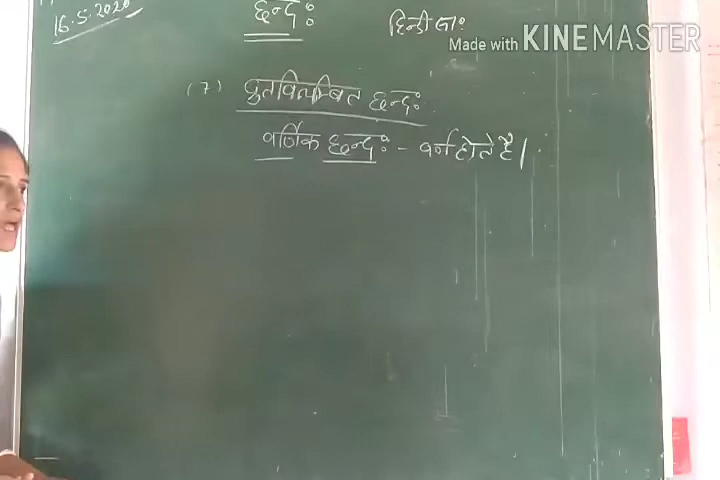 16.5.2020
छन्दः
हिन्दी सा॰
Made with KINEMASTER
(7) द्रुतविलम्बित छन्दः
वर्णिक छन्दः - वर्न होते है।